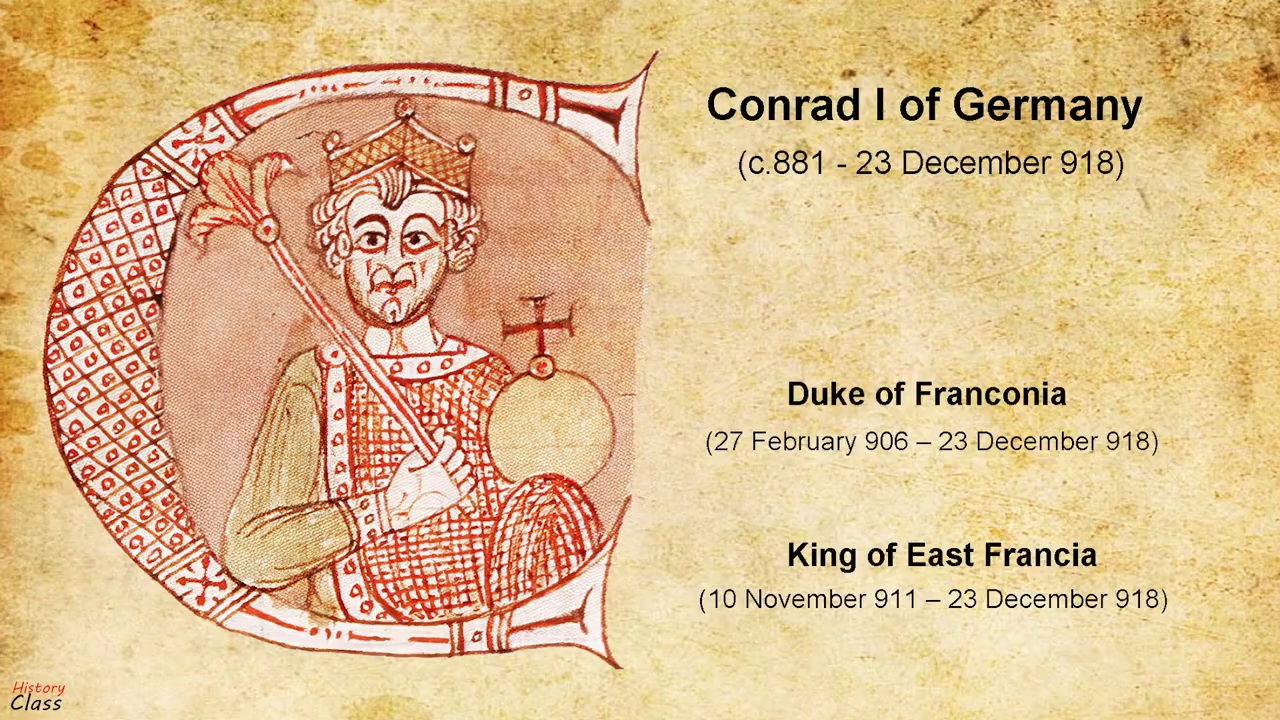 Conrad I of Germany
(c.881 - 23 December 918)
Duke of Franconia
(27 February 906 – 23 December 918)
King of East Francia
(10 November 911 – 23 December 918)
History
Class